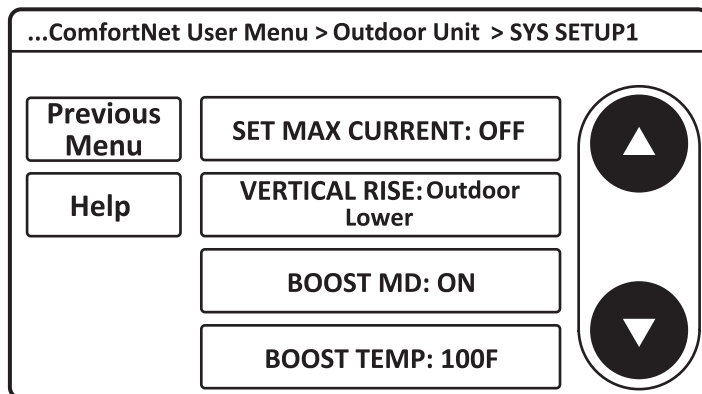 ...ComfortNet User Menu > Outdoor Unit > SYS SETUP1
Previous
Menu
SET MAX CURRENT: OFF
Help
VERTICAL RISE: Outdoor
Lower
BOOST MD: ON
BOOST TEMP: 100F